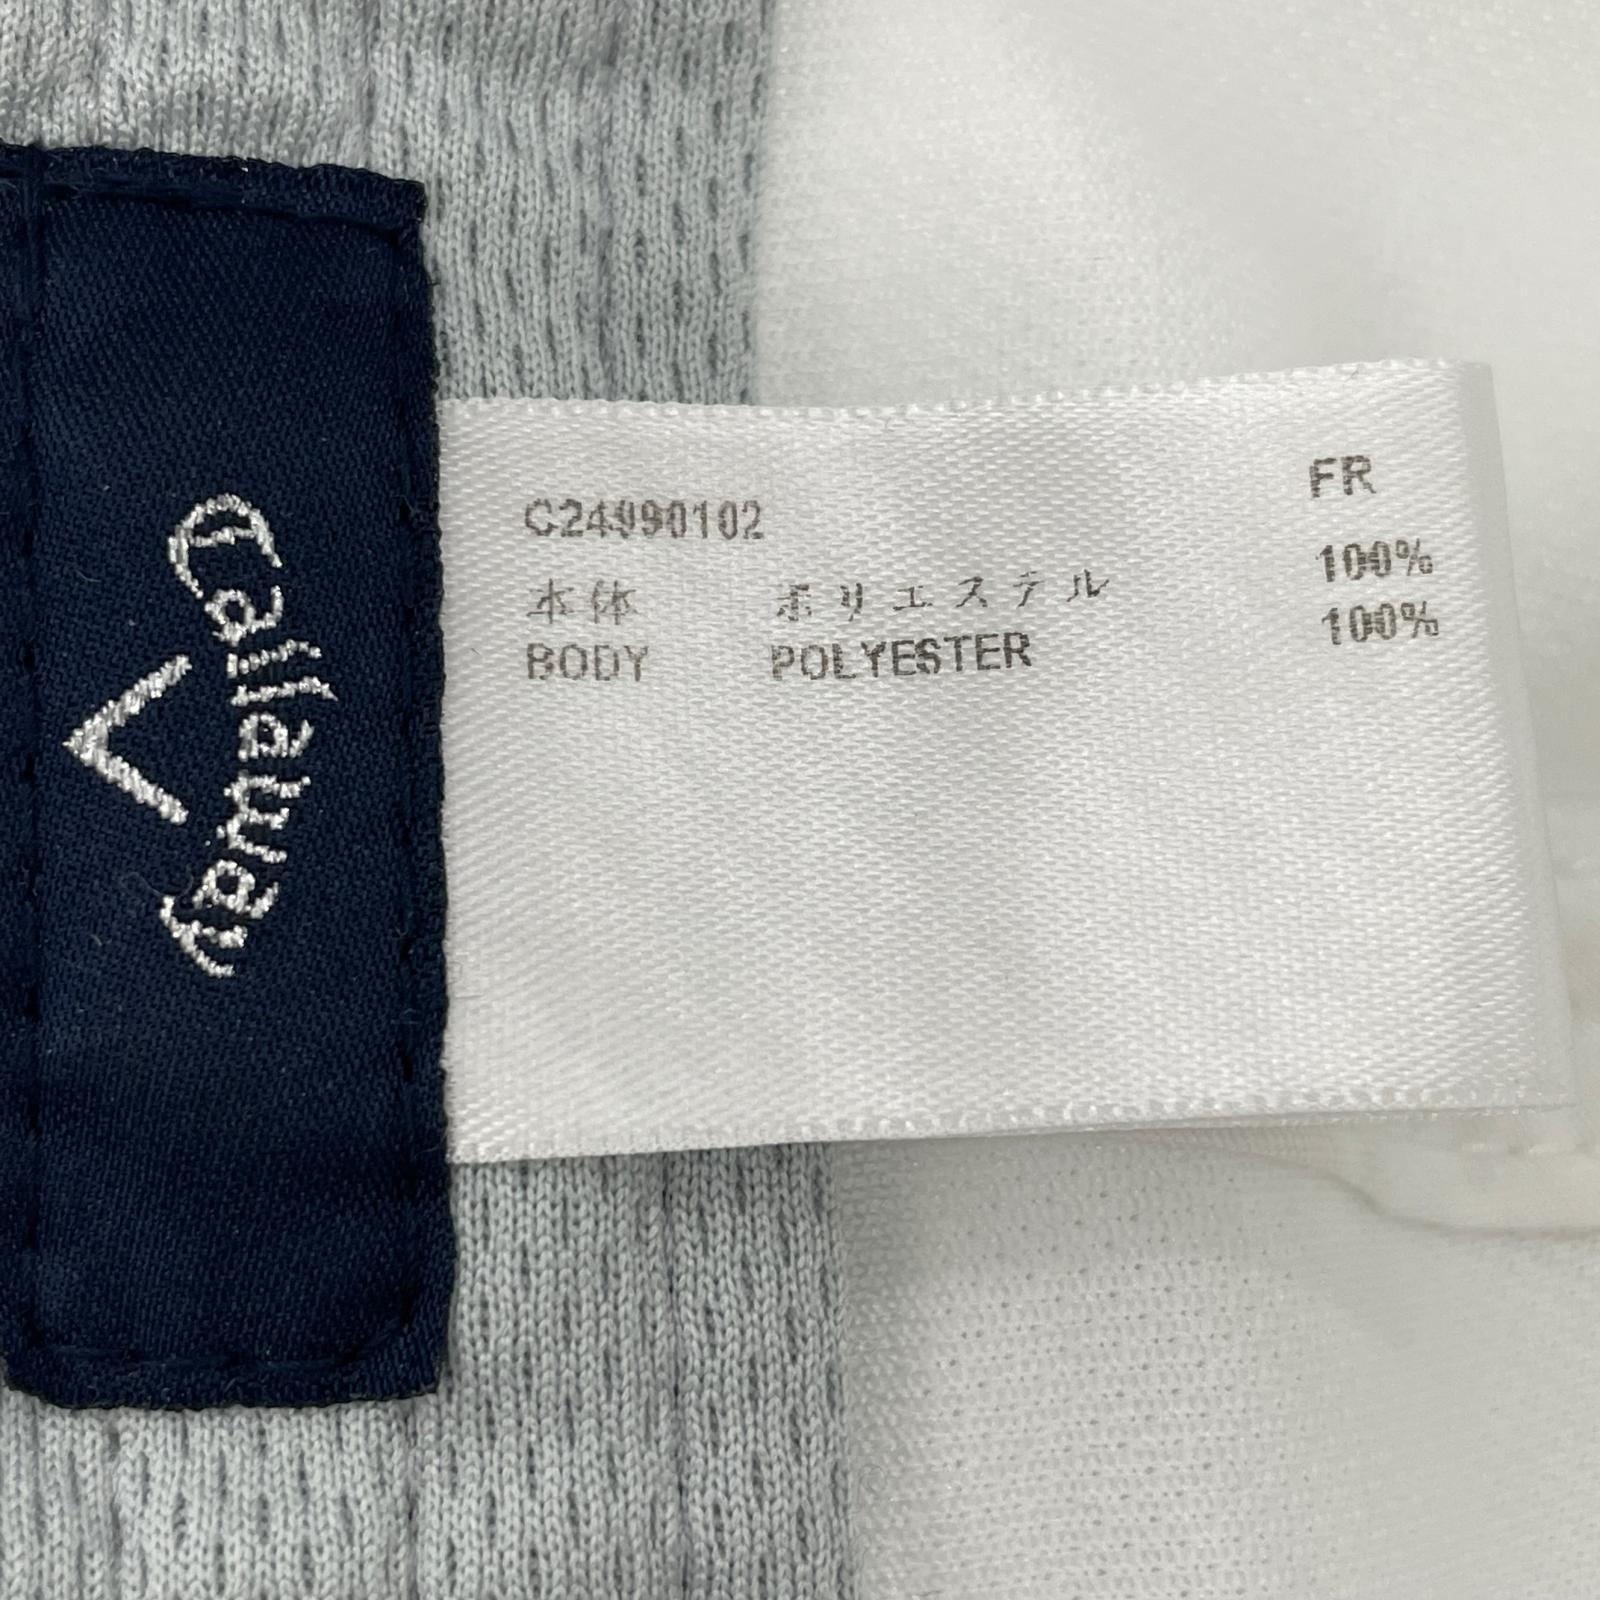 Callaway
FR
C24990102
本体 ポリエステル 100%
BODY POLYESTER 100%